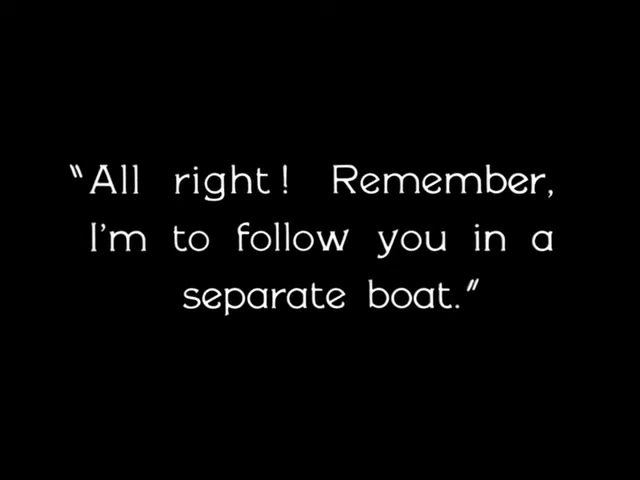 "All right! Remember,
I'm to follow you in a
separate boat."